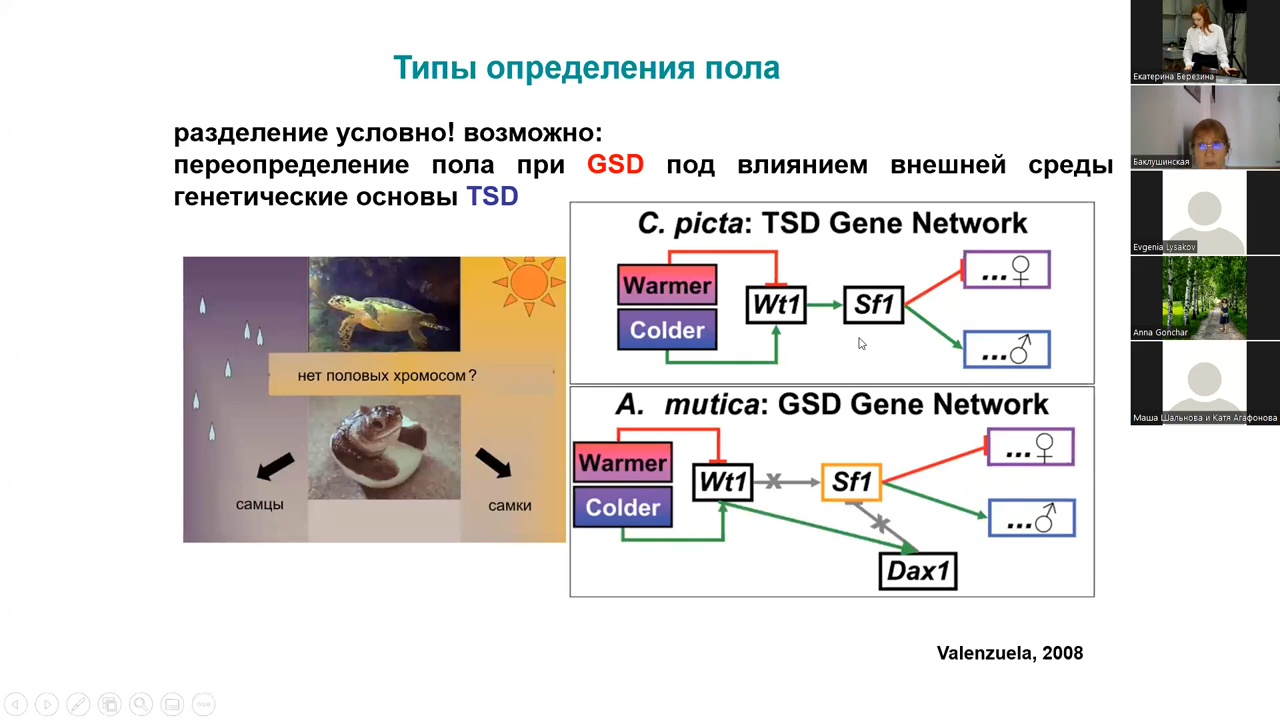 Типы определения пола
разделение условно! возможно:
переопределение пола при GSD под влиянием внешней среды
генетические основы TSD
нет половых хромосом?
самцы
самки
C. picta: TSD Gene Network
Warmer
Colder
Wt1
Sf1
...♀
...♂
A. mutica: GSD Gene Network
Warmer
Colder
Wt1
x
Sf1
x
Dax1
...♀
...♂
Valenzuela, 2008
Екатерина Березина
Баклушинская
Evgenia Lysakov
Anna Gonchar
Маша Шальнова и Катя Агафонова